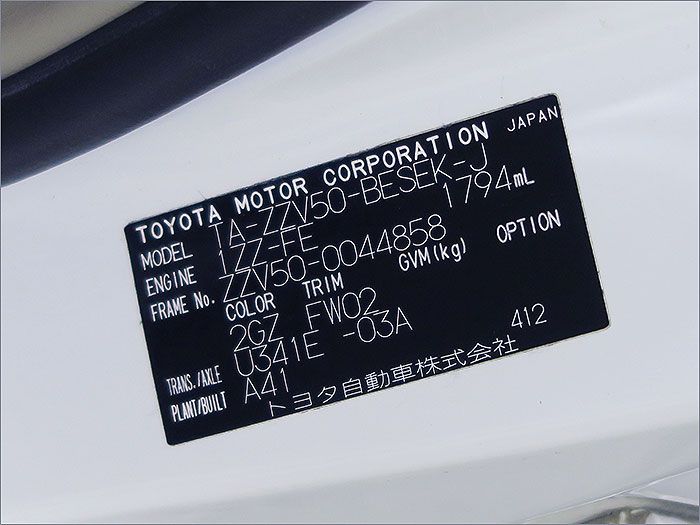 TOYOTA MOTOR CORPORATION JAPAN
MODEL TA-ZZV50-BESEK-J
ENGINE 1ZZ-FE 1794mL
FRAME No. ZZV50-0044858
COLOR TRIM GVM(kg) OPTION
2GZ FW02
TRANS./AXLE U341E -03A
PLANT/BUILT A41 412
トヨタ自動車株式会社